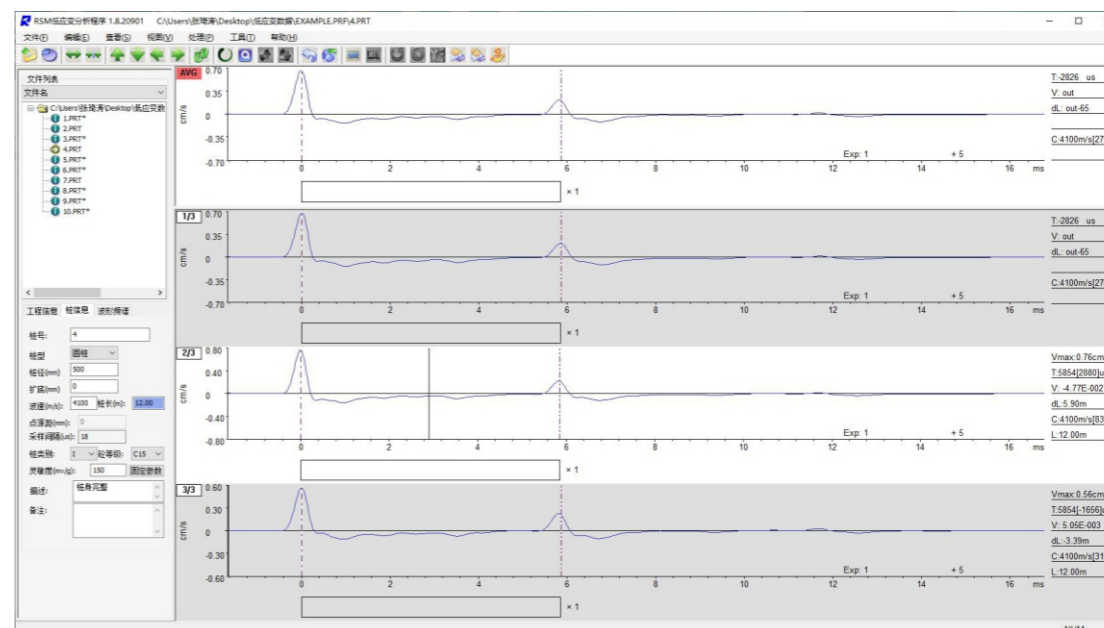 RSM低应变分析程序 1.8.20901 C:\Users\张琦涛\Desktop\低应变数据\EXAMPLE.PRF\4.PRT
文件(F) 编辑(E) 查看(S) 视图(V) 处理(P) 工具(T) 帮助(H)
文件列表
文件名
C:\Users\张琦涛\Desktop\低应变数
1.PRT*
2.PRT
3.PRT*
4.PRT
5.PRT*
6.PRT*
7.PRT
8.PRT*
9.PRT*
10.PRT*
工程信息 桩信息 波形频谱
桩号: 4
桩型 圆桩
桩径(mm) 500
扩底(mm) 0
波速(m/s): 4100 桩长(m): 12.00
点源距(mm): 0
采样间隔(us): 18
桩类别: I 砼等级: C15
灵敏度(mv/g): 150 固定参数
描述: 桩身完整
备注:
AVG 0.70
0.35
cm/s 0
-0.35
-0.70
Exp: 1 + 5
0 2 4 6 8 10 12 14 16 ms
× 1
T:-2826 us
V: out
dL: out-65
C:4100m/s[27
1/3 0.70
0.35
cm/s 0
-0.35
-0.70
Exp: 1 + 5
0 2 4 6 8 10 12 14 16 ms
× 1
T:-2826 us
V: out
dL: out-65
C:4100m/s[27
2/3 0.80
0.40
cm/s 0
-0.40
-0.80
Exp: 1 + 5
0 2 4 6 8 10 12 14 16 ms
× 1
Vmax:0.76cm
T:5854[2880]u
V: -4.77E-002
dL:5.90m
C:4100m/s[83
L:12.00m
3/3 0.60
0.30
cm/s 0
-0.30
-0.60
Exp: 1 + 5
0 2 4 6 8 10 12 14 16 ms
× 1
Vmax:0.56cm
T:5854[-1656]u
V: 5.05E-003
dL:-3.39m
C:4100m/s[31
L:12.00m